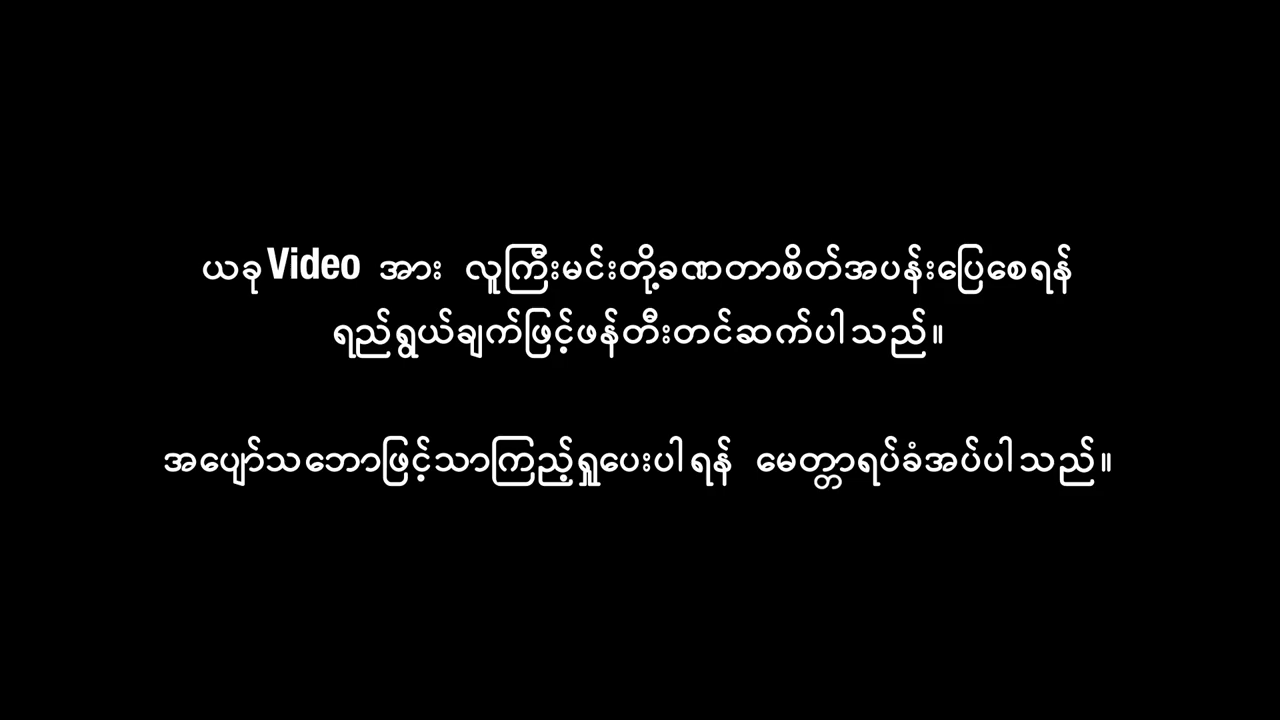 ယခုVideo အား လူကြီးမင်းတို့ခဏတာစိတ်အပန်းပြေစေရန်
ရည်ရွယ်ချက်ဖြင့်ဖန်တီးတင်ဆက်ပါသည်။
အပျော်သဘောဖြင့်သာကြည့်ရှုပေးပါရန် မေတ္တာရပ်ခံအပ်ပါသည်။